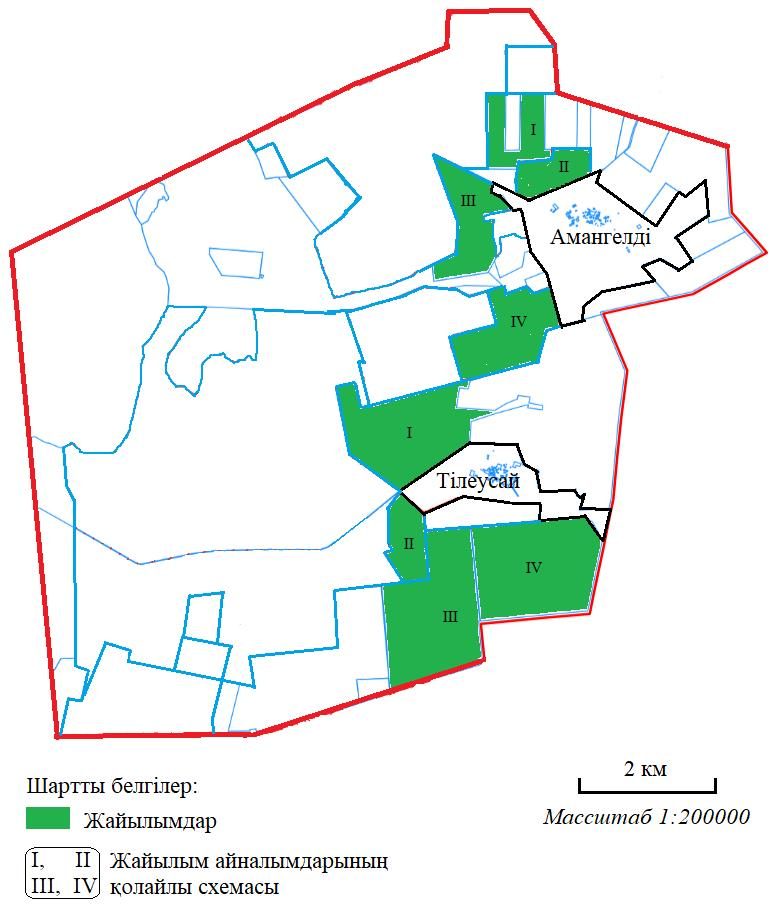 I
II
III
Амангелді
IV
I
Тілеусай
II
IV
III
Шартты белгілер:
2 км
Жайылымдар
Масштаб 1:200000
I, II
III, IV
Жайылым айналымдарының
қолайлы схемасы